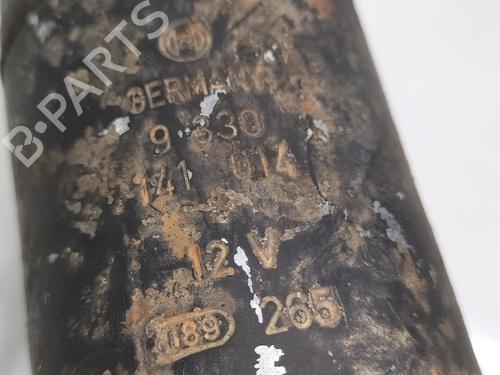 B-PARTS
GERMANY
9 330
141 014
12 V
189 265